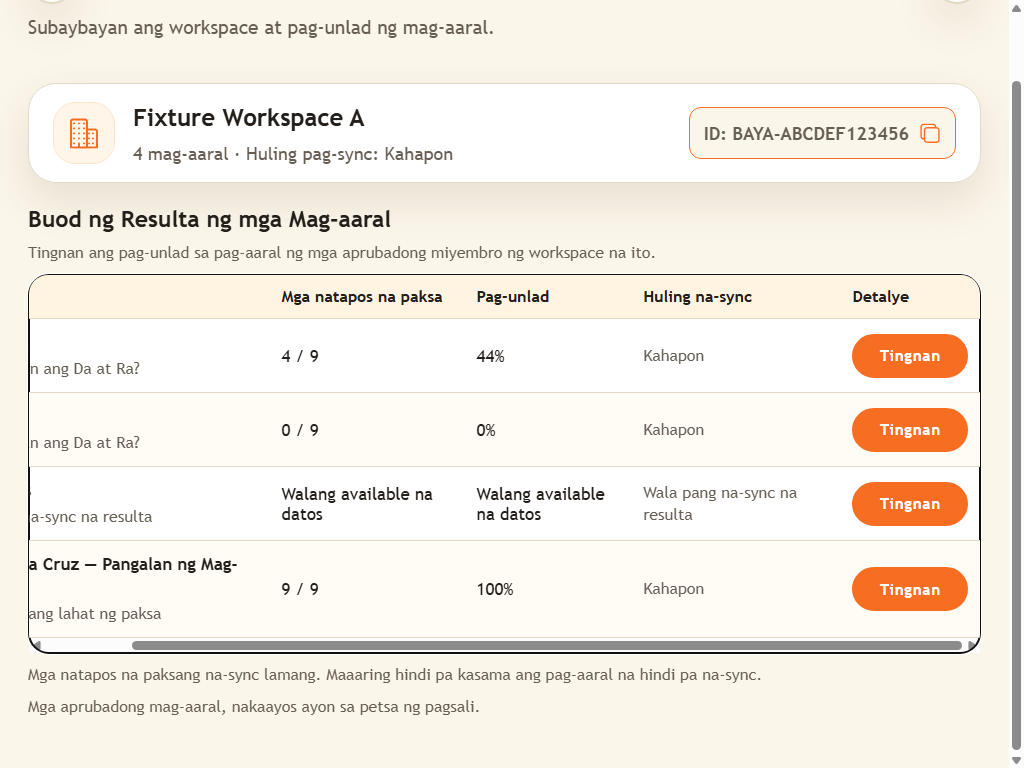 Subaybayan ang workspace at pag-unlad ng mag-aaral.
Fixture Workspace A
4 mag-aaral · Huling pag-sync: Kahapon
ID: BAYA-ABCDEF123456
Buod ng Resulta ng mga Mag-aaral
Tingnan ang pag-unlad sa pag-aaral ng mga aprubadong miyembro ng workspace na ito.
Mga natapos na paksa Pag-unlad Huling na-sync Detalye
n ang Da at Ra? 4 / 9 44% Kahapon Tingnan
n ang Da at Ra? 0 / 9 0% Kahapon Tingnan
a-sync na resulta Walang available na datos Walang available na datos Wala pang na-sync na resulta Tingnan
a Cruz — Pangalan ng Mag-
ang lahat ng paksa 9 / 9 100% Kahapon Tingnan
Mga natapos na paksang na-sync lamang. Maaaring hindi pa kasama ang pag-aaral na hindi pa na-sync.
Mga aprubadong mag-aaral, nakaayos ayon sa petsa ng pagsali.